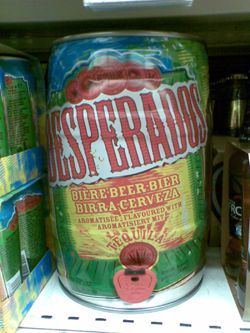 DESPERADOS
BIÈRE·BEER·BIER
BIRRA·CERVEZA
AROMATISÉE·FLAVOURED WITH
AROMATISIERT MIT
TEQUILA